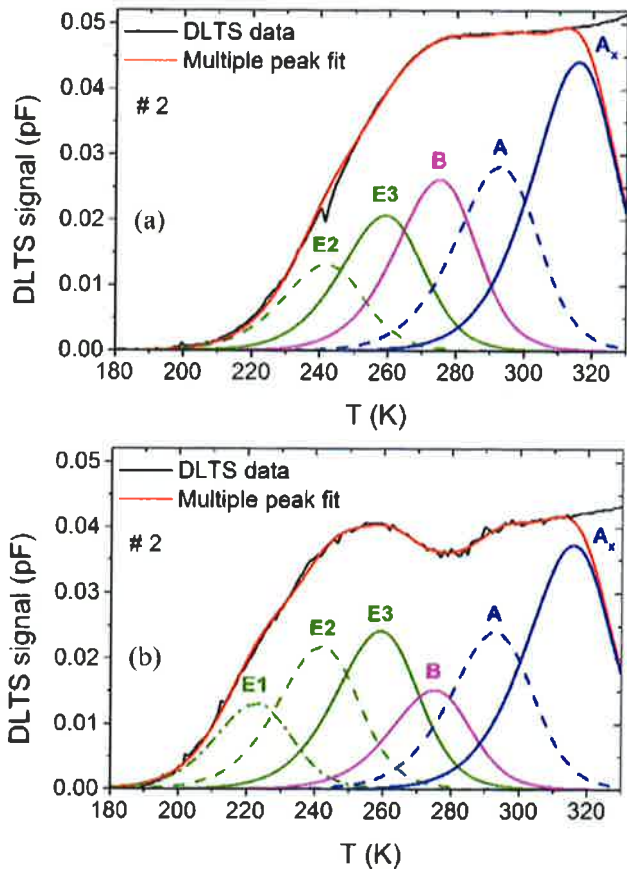 0.05
DLTS data
Multiple peak fit
Aₓ
0.04
# 2
0.03
A
B
E3
0.02
(a)
E2
0.01
0.00
DLTS signal (pF)
180 200 220 240 260 280 300 320
T (K)
0.05
DLTS data
Multiple peak fit
# 2
Aₓ
0.04
0.03
E3
E2
A
0.02
(b)
B
E1
0.01
0.00
DLTS signal (pF)
180 200 220 240 260 280 300 320
T (K)